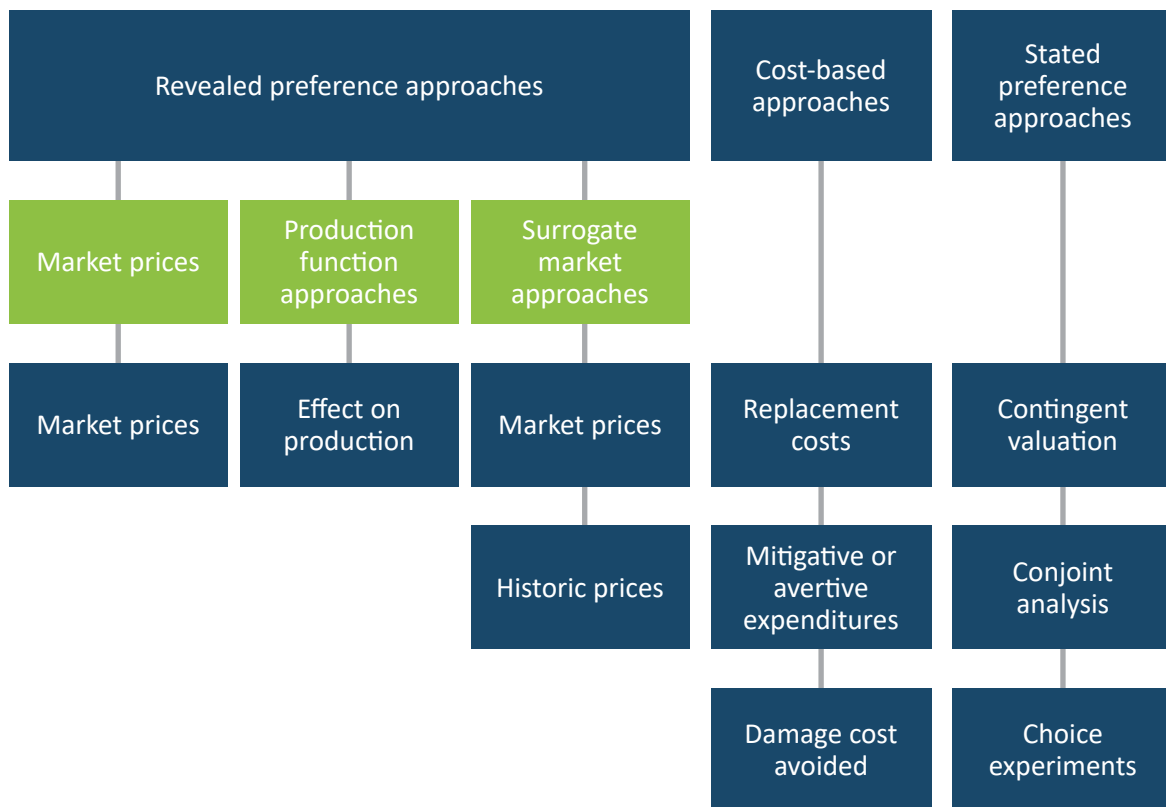 Revealed preference approaches
Cost-based
approaches
Stated
preference
approaches
Market prices
Production
function
approaches
Surrogate
market
approaches
Market prices
Effect on
production
Market prices
Replacement
costs
Contingent
valuation
Historic prices
Mitigative or
avertive
expenditures
Conjoint
analysis
Damage cost
avoided
Choice
experiments